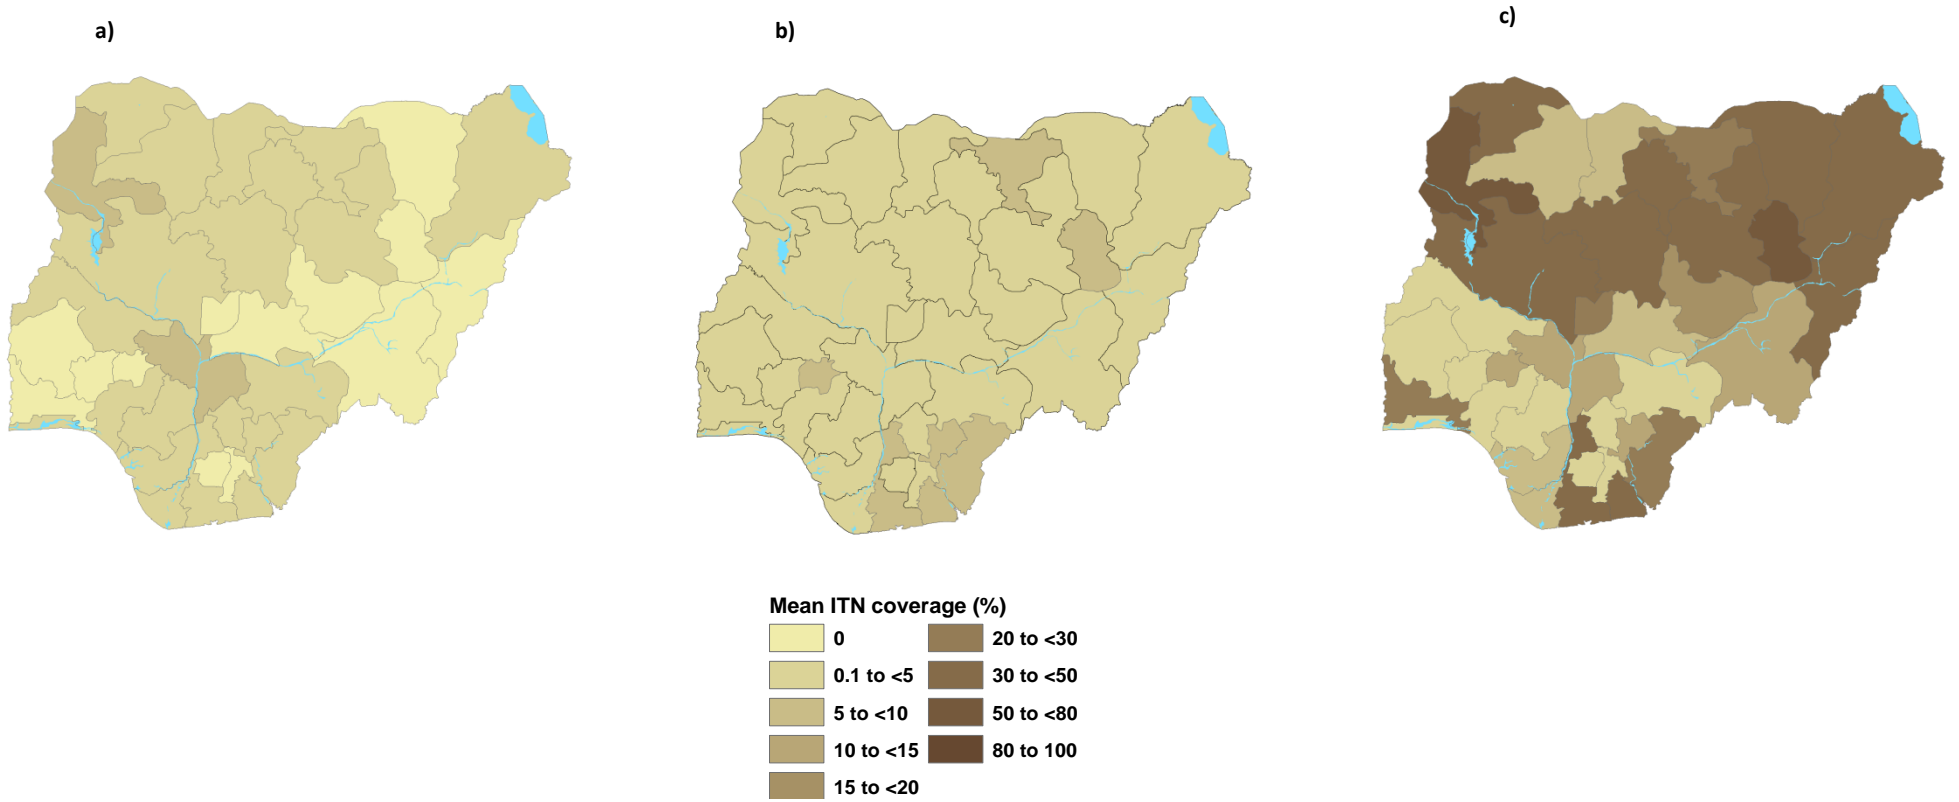 a)
b)
c)
Mean ITN coverage (%)
0
0.1 to <5
5 to <10
10 to <15
15 to <20
20 to <30
30 to <50
50 to <80
80 to 100